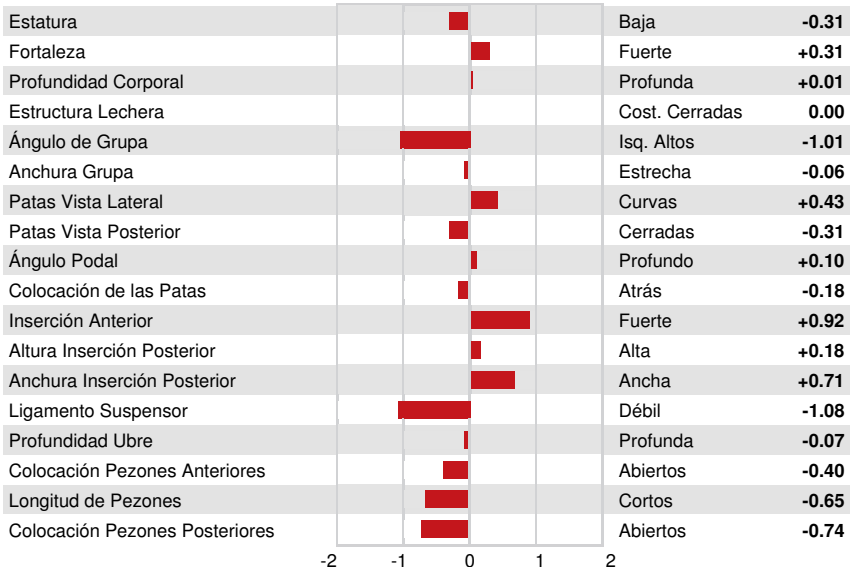 Estatura Baja -0.31
Fortaleza Fuerte +0.31
Profundidad Corporal Profunda +0.01
Estructura Lechera Cost. Cerradas 0.00
Ángulo de Grupa Isq. Altos -1.01
Anchura Grupa Estrecha -0.06
Patas Vista Lateral Curvas +0.43
Patas Vista Posterior Cerradas -0.31
Ángulo Podal Profundo +0.10
Colocación de las Patas Atrás -0.18
Inserción Anterior Fuerte +0.92
Altura Inserción Posterior Alta +0.18
Anchura Inserción Posterior Ancha +0.71
Ligamento Suspensor Débil -1.08
Profundidad Ubre Profunda -0.07
Colocación Pezones Anteriores Abiertos -0.40
Longitud de Pezones Cortos -0.65
Colocación Pezones Posteriores Abiertos -0.74
-2 -1 0 1 2